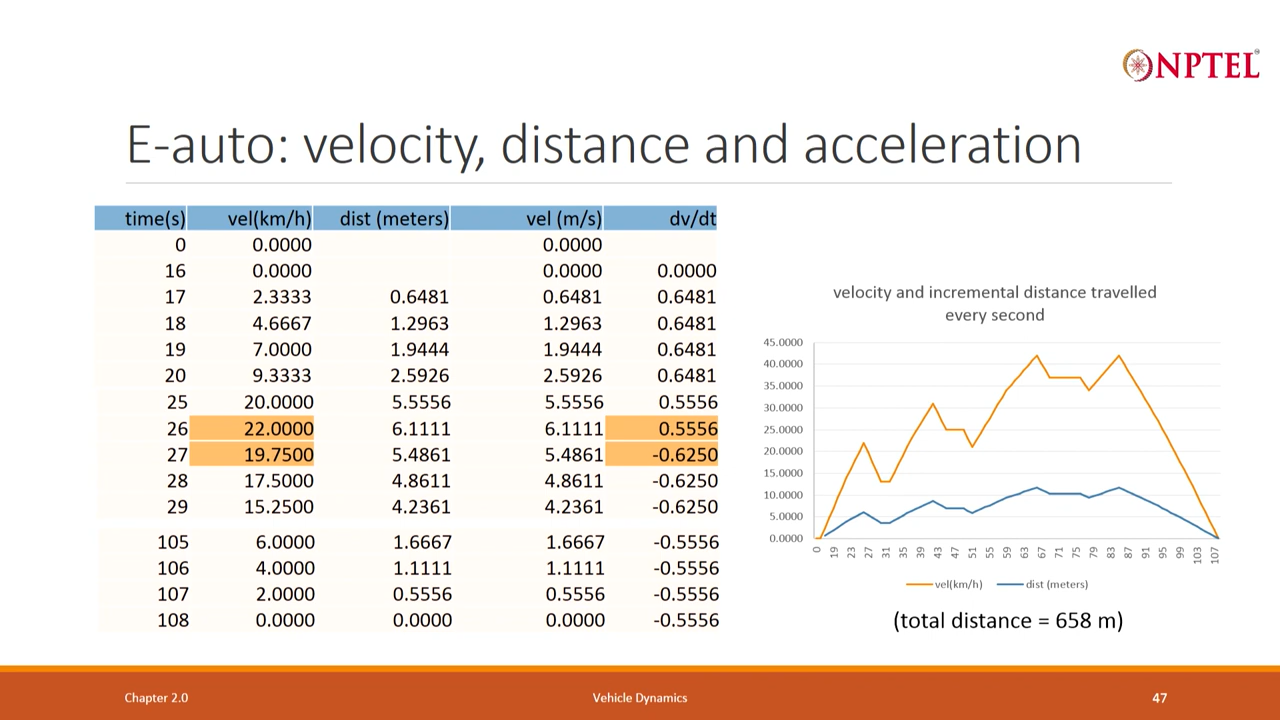 NPTEL
E-auto: velocity, distance and acceleration
time(s) vel(km/h) dist (meters) vel (m/s) dv/dt
0 0.0000 0.0000
16 0.0000 0.0000 0.0000
17 2.3333 0.6481 0.6481 0.6481
18 4.6667 1.2963 1.2963 0.6481
19 7.0000 1.9444 1.9444 0.6481
20 9.3333 2.5926 2.5926 0.6481
25 20.0000 5.5556 5.5556 0.5556
26 22.0000 6.1111 6.1111 0.5556
27 19.7500 5.4861 5.4861 -0.6250
28 17.5000 4.8611 4.8611 -0.6250
29 15.2500 4.2361 4.2361 -0.6250
105 6.0000 1.6667 1.6667 -0.5556
106 4.0000 1.1111 1.1111 -0.5556
107 2.0000 0.5556 0.5556 -0.5556
108 0.0000 0.0000 0.0000 -0.5556
velocity and incremental distance travelled
every second
45.0000
40.0000
35.0000
30.0000
25.0000
20.0000
15.0000
10.0000
5.0000
0.0000
0 19 23 27 31 35 39 43 47 51 55 59 63 67 71 75 79 83 87 91 95 99 103 107
vel(km/h) dist (meters)
(total distance = 658 m)
Chapter 2.0 Vehicle Dynamics 47